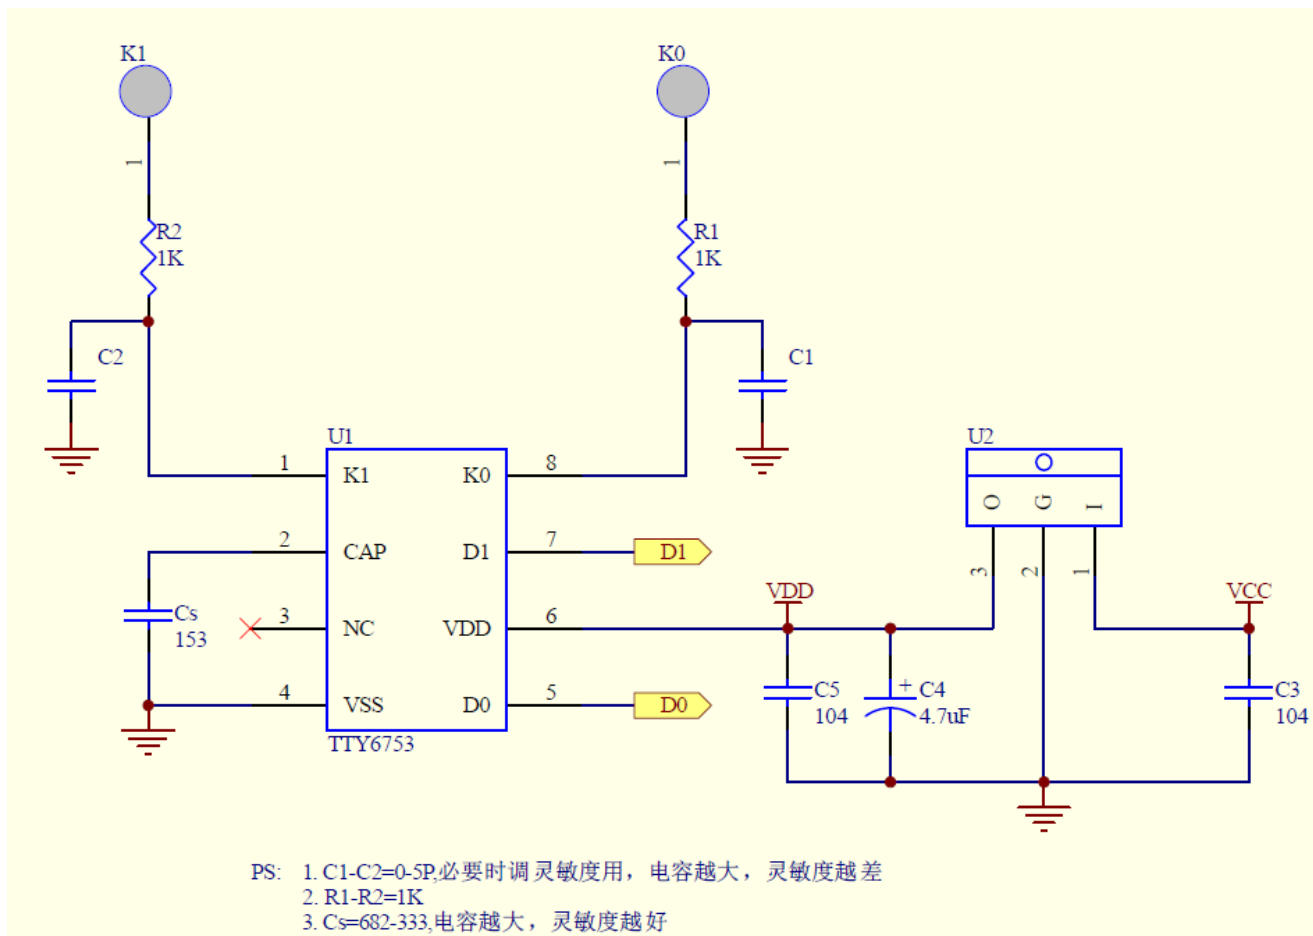 K1
K0
1
1
R2
1K
R1
1K
C2
C1
U1
U2
1
K1
K0
8
O
G
I
2
CAP
D1
7
D1
3
2
1
VDD
VCC
Cs
153
3
NC
VDD
6
C5
104
+
C4
4.7uF
C3
104
4
VSS
D0
5
D0
TTY6753
PS: 1. C1-C2=0-5P,必要时调灵敏度用，电容越大，灵敏度越差
2. R1-R2=1K
3. Cs=682-333,电容越大，灵敏度越好